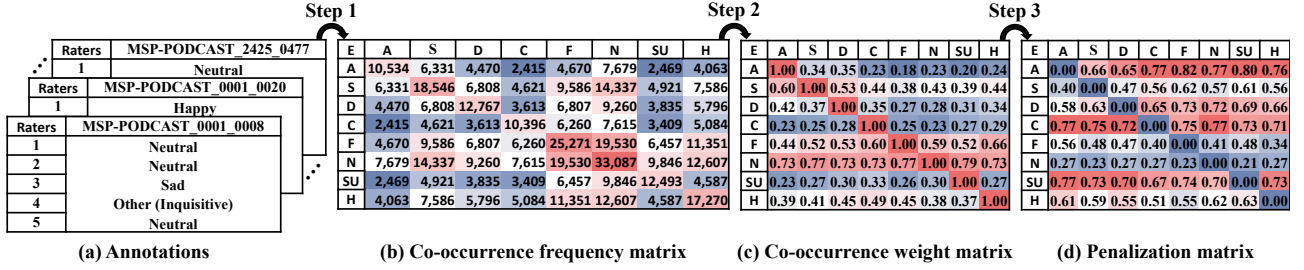 Step 1 Step 2 Step 3
Raters MSP-PODCAST_2425_0477
1 Neutral
Raters MSP-PODCAST_0001_0020
1 Happy
Raters MSP-PODCAST_0001_0008
1 Neutral
2 Neutral
3 Sad
4 Other (Inquisitive)
5 Neutral
(a) Annotations
E A S D C F N SU H
A 10,534 6,331 4,470 2,415 4,670 7,679 2,469 4,063
S 6,331 18,546 6,808 4,621 9,586 14,337 4,921 7,586
D 4,470 6,808 12,767 3,613 6,807 9,260 3,835 5,796
C 2,415 4,621 3,613 10,396 6,260 7,615 3,409 5,084
F 4,670 9,586 6,807 6,260 25,271 19,530 6,457 11,351
N 7,679 14,337 9,260 7,615 19,530 33,087 9,846 12,607
SU 2,469 4,921 3,835 3,409 6,457 9,846 12,493 4,587
H 4,063 7,586 5,796 5,084 11,351 12,607 4,587 17,270
(b) Co-occurrence frequency matrix
E A S D C F N SU H
A 1.00 0.34 0.35 0.23 0.18 0.23 0.20 0.24
S 0.60 1.00 0.53 0.44 0.38 0.43 0.39 0.44
D 0.42 0.37 1.00 0.35 0.27 0.28 0.31 0.34
C 0.23 0.25 0.28 1.00 0.25 0.23 0.27 0.29
F 0.44 0.52 0.53 0.60 1.00 0.59 0.52 0.66
N 0.73 0.77 0.73 0.73 0.77 1.00 0.79 0.73
SU 0.23 0.27 0.30 0.33 0.26 0.30 1.00 0.27
H 0.39 0.41 0.45 0.49 0.45 0.38 0.37 1.00
(c) Co-occurrence weight matrix
E A S D C F N SU H
A 0.00 0.66 0.65 0.77 0.82 0.77 0.80 0.76
S 0.40 0.00 0.47 0.56 0.62 0.57 0.61 0.56
D 0.58 0.63 0.00 0.65 0.73 0.72 0.69 0.66
C 0.77 0.75 0.72 0.00 0.75 0.77 0.73 0.71
F 0.56 0.48 0.47 0.40 0.00 0.41 0.48 0.34
N 0.27 0.23 0.27 0.27 0.23 0.00 0.21 0.27
SU 0.77 0.73 0.70 0.67 0.74 0.70 0.00 0.73
H 0.61 0.59 0.55 0.51 0.55 0.62 0.63 0.00
(d) Penalization matrix